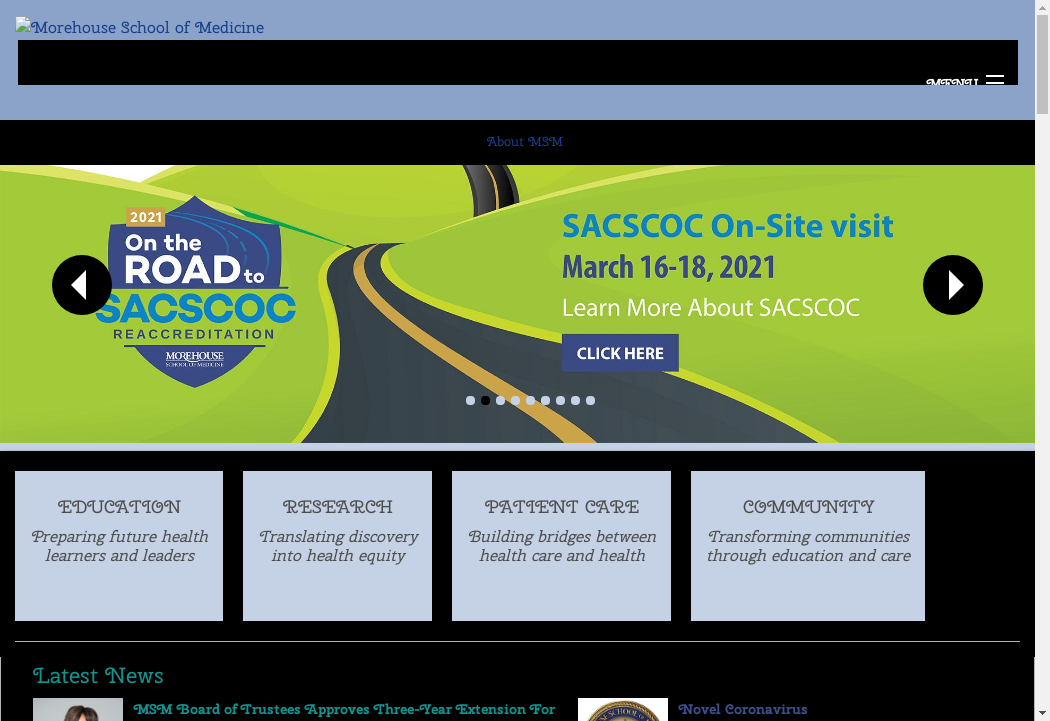 Morehouse School of Medicine
MENU
About MSM
2021
On the
ROAD to
SACSCOC
REACCREDITATION
MOREHOUSE
SCHOOL OF MEDICINE
SACSCOC On-Site visit
March 16-18, 2021
Learn More About SACSCOC
CLICK HERE
EDUCATION
Preparing future health
learners and leaders
RESEARCH
Translating discovery
into health equity
PATIENT CARE
Building bridges between
health care and health
COMMUNITY
Transforming communities
through education and care
Latest News
MSM Board of Trustees Approves Three-Year Extension For
Novel Coronavirus